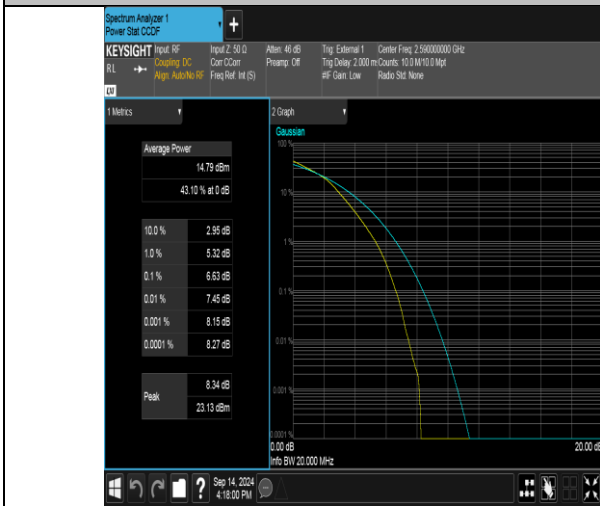 Spectrum Analyzer 1
Power Stat CCDF
+
KEYSIGHT Input: RF Input Z: 50 Ω Atten: 46 dB Trig: External 1 Center Freq: 2.590000000 GHz
RL Coupling: DC Corr CCorr Preamp: Off Trig Delay: 2.000 m Counts: 10.0 M/10.0 Mpt
Align: Auto/No RF Freq Ref: Int (S) #IF Gain: Low Radio Std: None
LXI
1 Metrics
2 Graph
Average Power
14.79 dBm
43.10 % at 0 dB
10.0 % 2.95 dB
1.0 % 5.32 dB
0.1 % 6.63 dB
0.01 % 7.45 dB
0.001 % 8.15 dB
0.0001 % 8.27 dB
Peak
8.34 dB
23.13 dBm
Gaussian
100 %
10 %
1 %
0.1 %
0.01 %
0.001 %
0.0001 %
0.00 dB 20.00 dB
Info BW 20.000 MHz
? Sep 14, 2024
4:18:00 PM